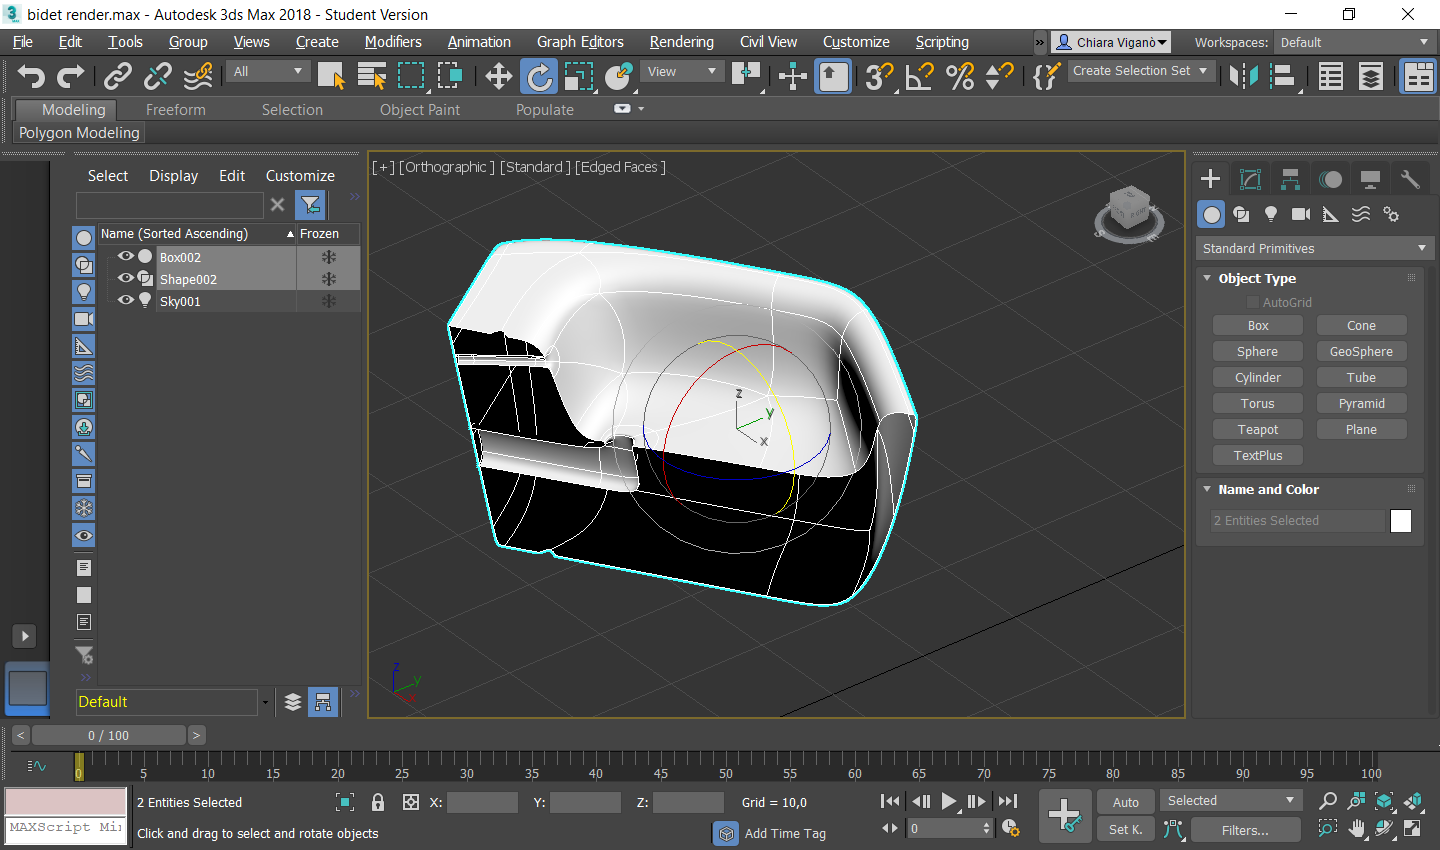 bidet render.max - Autodesk 3ds Max 2018 - Student Version
File Edit Tools Group Views Create Modifiers Animation Graph Editors Rendering Civil View Customize Scripting » Chiara Viganò Workspaces: Default
All View Create Selection Set
Modeling Freeform Selection Object Paint Populate
Polygon Modeling
[ + ] [Orthographic ] [Standard ] [Edged Faces ]
Select Display Edit Customize
Name (Sorted Ascending) Frozen
Box002
Shape002
Sky001
Default
z
y
x
z
y
x
Standard Primitives
Object Type
AutoGrid
Box Cone
Sphere GeoSphere
Cylinder Tube
Torus Pyramid
Teapot Plane
TextPlus
Name and Color
2 Entities Selected
< 0 / 100 >
0 5 10 15 20 25 30 35 40 45 50 55 60 65 70 75 80 85 90 95 100
2 Entities Selected X: Y: Z: Grid = 10,0 Auto Selected
MAXScript Mi
Click and drag to select and rotate objects Add Time Tag 0 Set K. Filters...